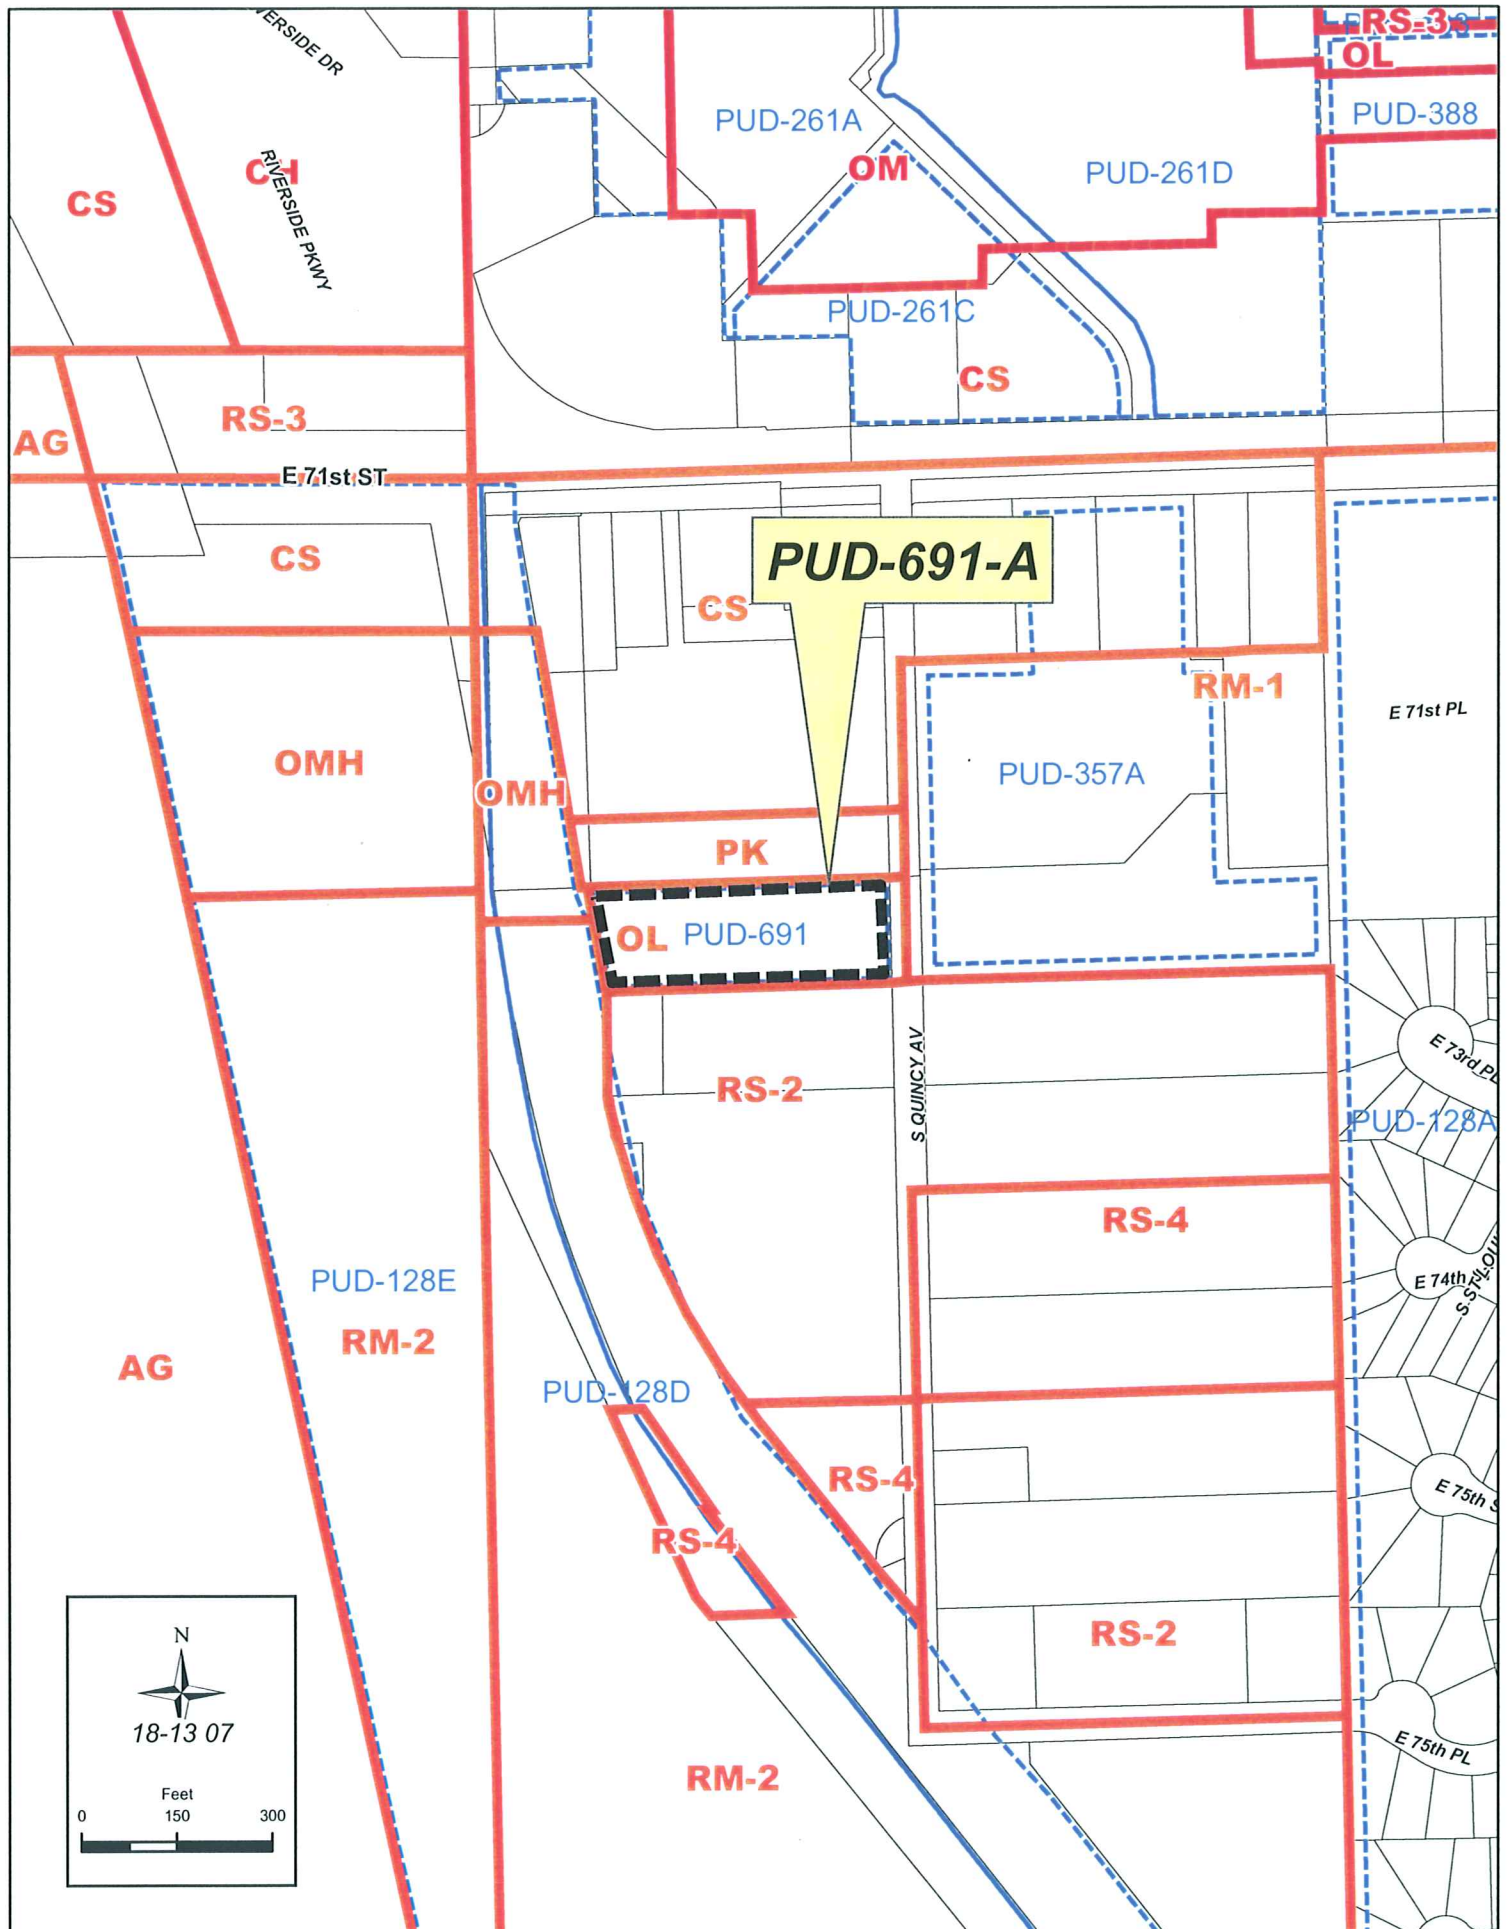 RIVERSIDE DR
RS-3
OL
PUD-388
PUD-261A
OM
PUD-261D
CH
RIVERSIDE PKWY
CS
PUD-261C
CS
RS-3
AG
E 71st ST
CS
PUD-691-A
CS
RM-1
E 71st PL
OMH
OMH
PUD-357A
PK
OL PUD-691
RS-2
S QUINCY AV
E 73rd PL
PUD-128A
RS-4
E 74th
PUD-128E
RM-2
AG
PUD-128D
RS-4
E 75th S
RS-4
RS-2
N
18-13 07
E 75th PL
RM-2
Feet
0 150 300